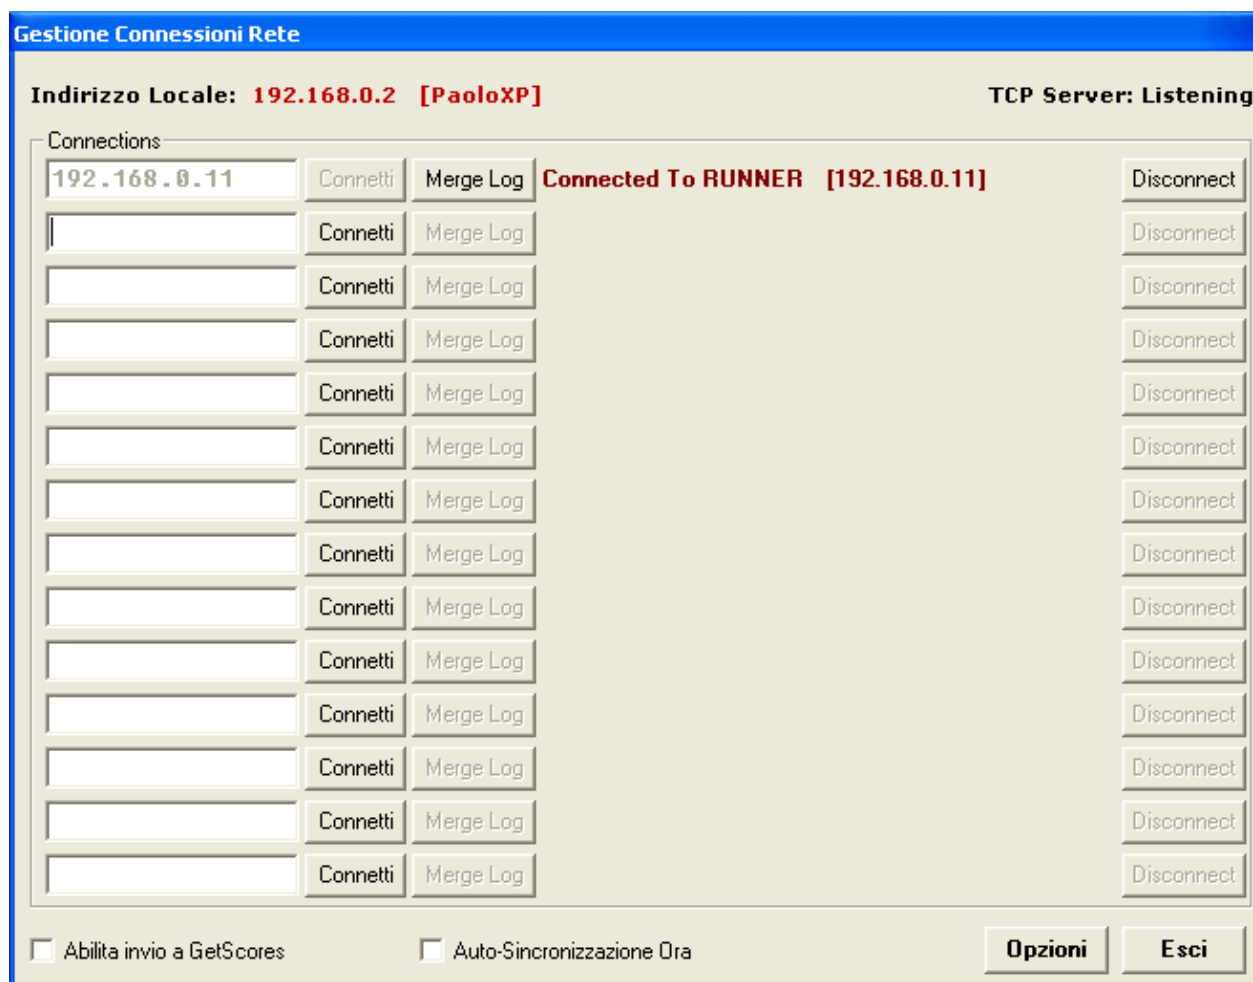 Gestione Connessioni Rete
Indirizzo Locale: 192.168.0.2 [PaoloXP] TCP Server: Listening
Connections
192.168.0.11 Connetti Merge Log Connected To RUNNER [192.168.0.11] Disconnect
Connetti Merge Log Disconnect
Connetti Merge Log Disconnect
Connetti Merge Log Disconnect
Connetti Merge Log Disconnect
Connetti Merge Log Disconnect
Connetti Merge Log Disconnect
Connetti Merge Log Disconnect
Connetti Merge Log Disconnect
Connetti Merge Log Disconnect
Connetti Merge Log Disconnect
Connetti Merge Log Disconnect
Connetti Merge Log Disconnect
Connetti Merge Log Disconnect
Abilita invio a GetScores Auto-Sincronizzazione Ora Opzioni Esci